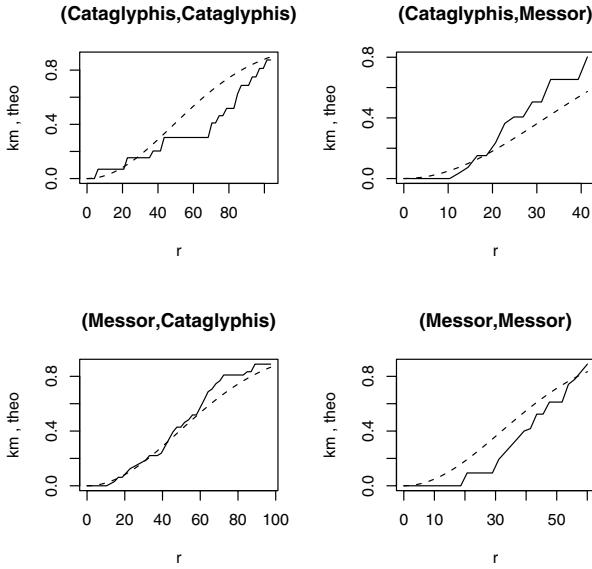 (Cataglyphis,Cataglyphis)
km , theo
0.0 0.4 0.8
0 20 40 60 80
r
(Cataglyphis,Messor)
km , theo
0.0 0.4 0.8
0 10 20 30 40
r
(Messor,Cataglyphis)
km , theo
0.0 0.4 0.8
0 20 40 60 80 100
r
(Messor,Messor)
km , theo
0.0 0.4 0.8
0 10 30 50
r